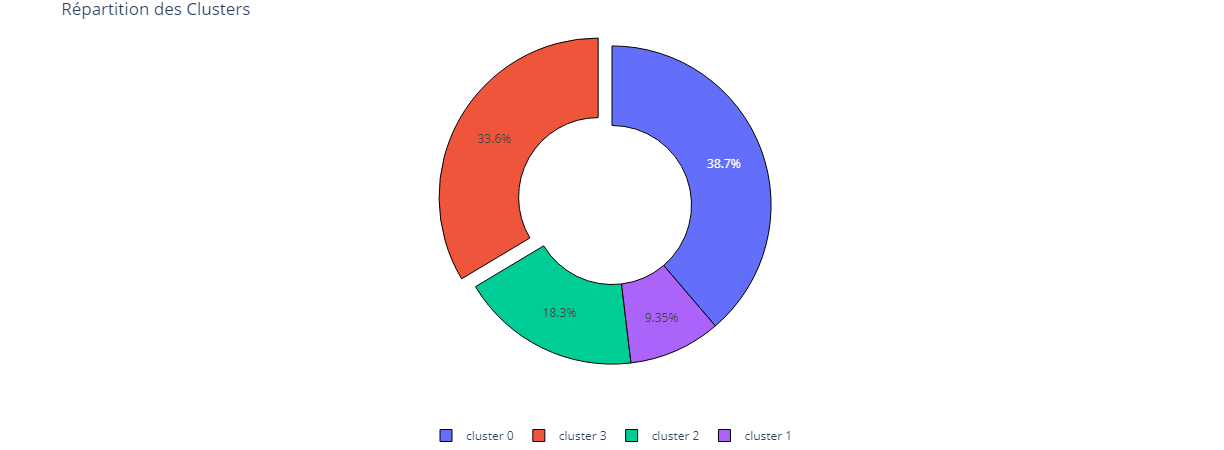 Répartition des Clusters
33.6%
38.7%
18.3%
9.35%
cluster 0 cluster 3 cluster 2 cluster 1